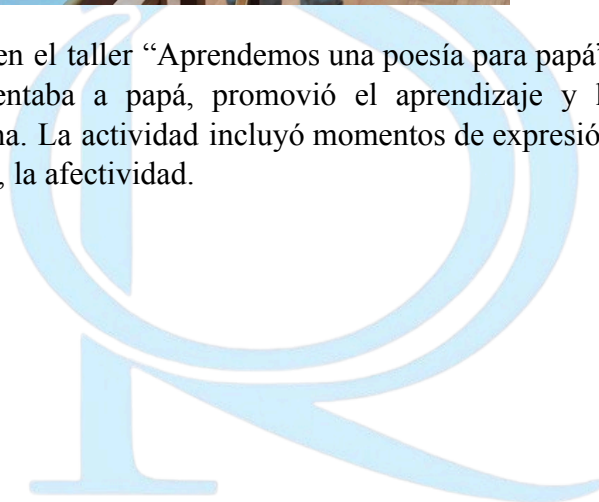 en el taller “Aprendemos una poesía para papá”
entaba a papá, promovió el aprendizaje y l
na. La actividad incluyó momentos de expresió
, la afectividad.